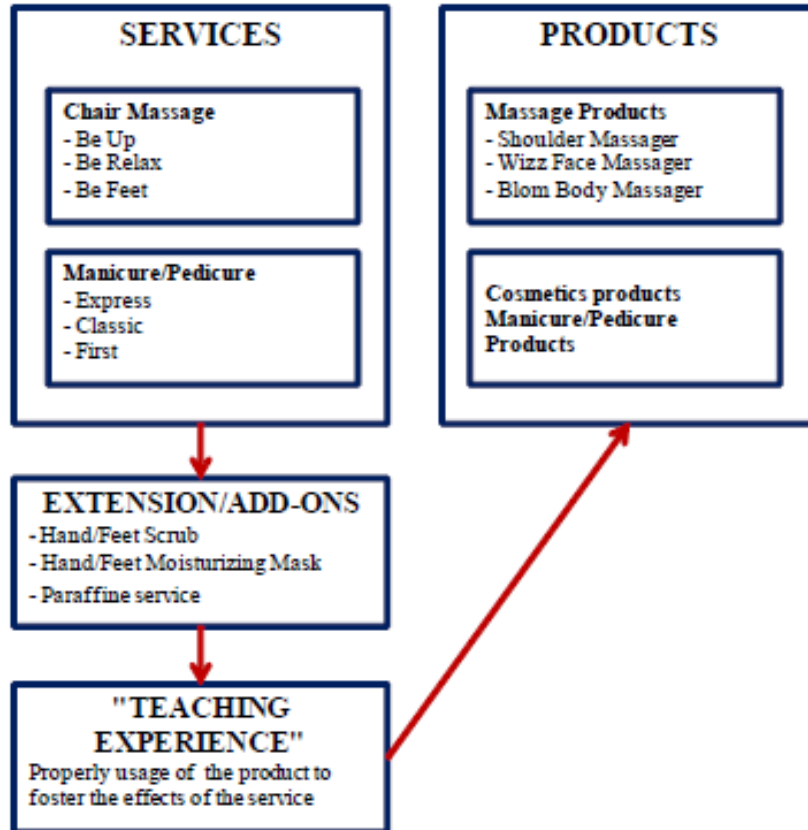 SERVICES
Chair Massage
- Be Up
- Be Relax
- Be Feet
Manicure/Pedicure
- Express
- Classic
- First
EXTENSION/ADD-ONS
- Hand/Feet Scrub
- Hand/Feet Moisturizing Mask
- Paraffine service
"TEACHING
EXPERIENCE"
Properly usage of the product to
foster the effects of the service
PRODUCTS
Massage Products
- Shoulder Massager
- Wizz Face Massager
- Blom Body Massager
Cosmetics products
Manicure/Pedicure
Products